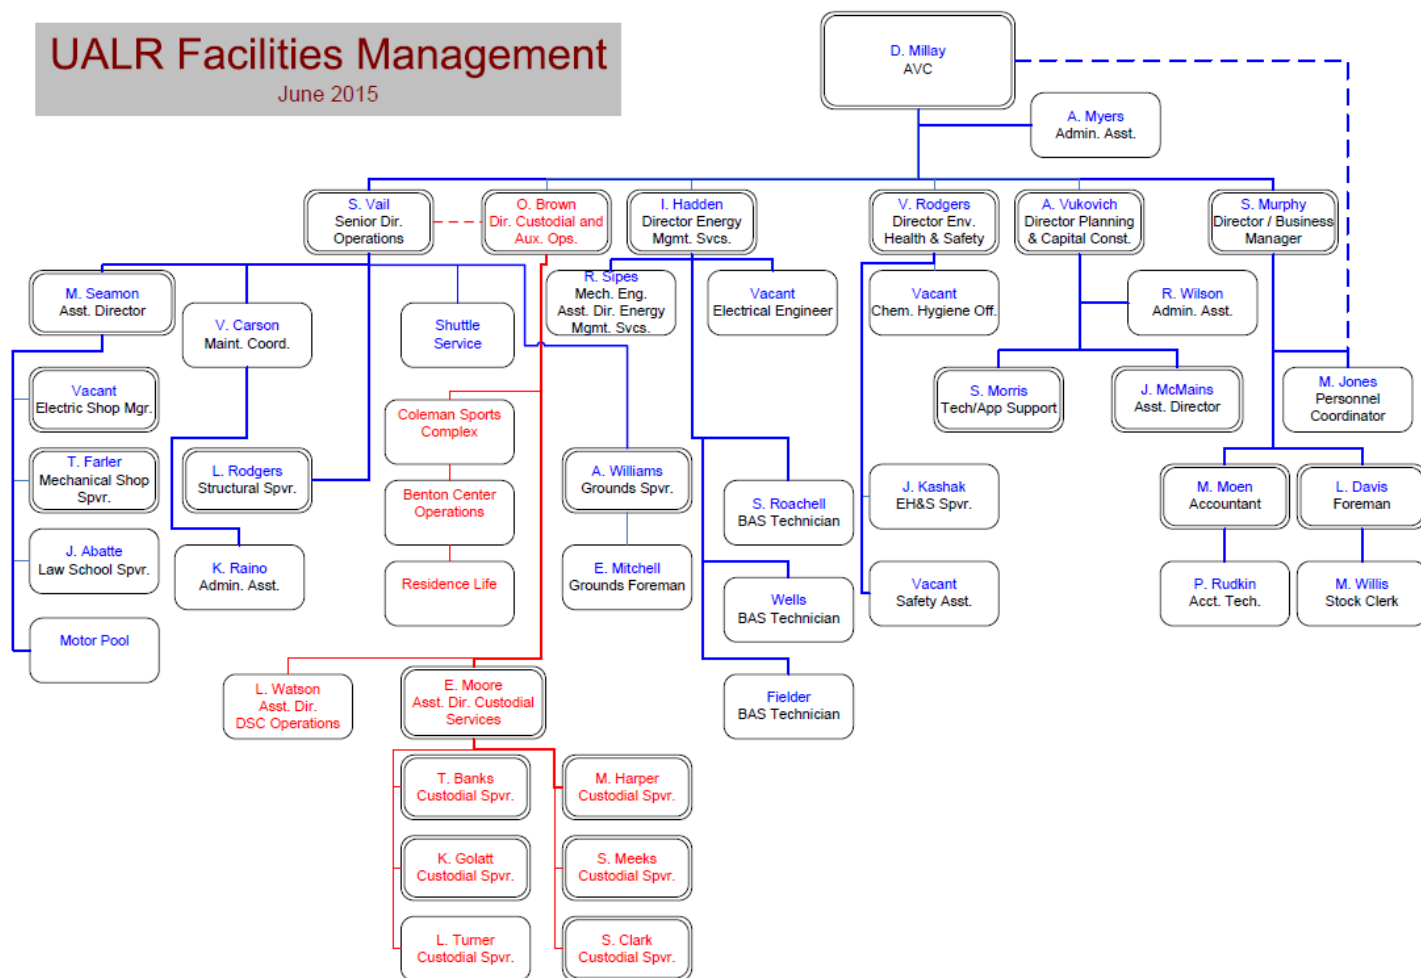 UALR Facilities Management
June 2015
D. Millay
AVC
A. Myers
Admin. Asst.
S. Vail
Senior Dir.
Operations
O. Brown
Dir. Custodial and
Aux. Ops.
I. Hadden
Director Energy
Mgmt. Svcs.
V. Rodgers
Director Env.
Health & Safety
A. Vukovich
Director Planning
& Capital Const.
S. Murphy
Director / Business
Manager
M. Seamon
Asst. Director
V. Carson
Maint. Coord.
Shuttle
Service
R. Sipes
Mech. Eng.
Asst. Dir. Energy
Mgmt. Svcs.
Vacant
Electrical Engineer
Vacant
Chem. Hygiene Off.
R. Wilson
Admin. Asst.
Vacant
Electric Shop Mgr.
S. Morris
Tech/App Support
J. McMains
Asst. Director
M. Jones
Personnel
Coordinator
Coleman Sports
Complex
T. Farler
Mechanical Shop
Spvr.
L. Rodgers
Structural Spvr.
Benton Center
Operations
A. Williams
Grounds Spvr.
S. Roachell
BAS Technician
J. Kashak
EH&S Spvr.
M. Moen
Accountant
L. Davis
Foreman
J. Abatte
Law School Spvr.
K. Raino
Admin. Asst.
Residence Life
E. Mitchell
Grounds Foreman
Wells
BAS Technician
Vacant
Safety Asst.
P. Rudkin
Acct. Tech.
M. Willis
Stock Clerk
Motor Pool
L. Watson
Asst. Dir.
DSC Operations
E. Moore
Asst. Dir. Custodial
Services
Fielder
BAS Technician
T. Banks
Custodial Spvr.
M. Harper
Custodial Spvr.
K. Golatt
Custodial Spvr.
S. Meeks
Custodial Spvr.
L. Turner
Custodial Spvr.
S. Clark
Custodial Spvr.